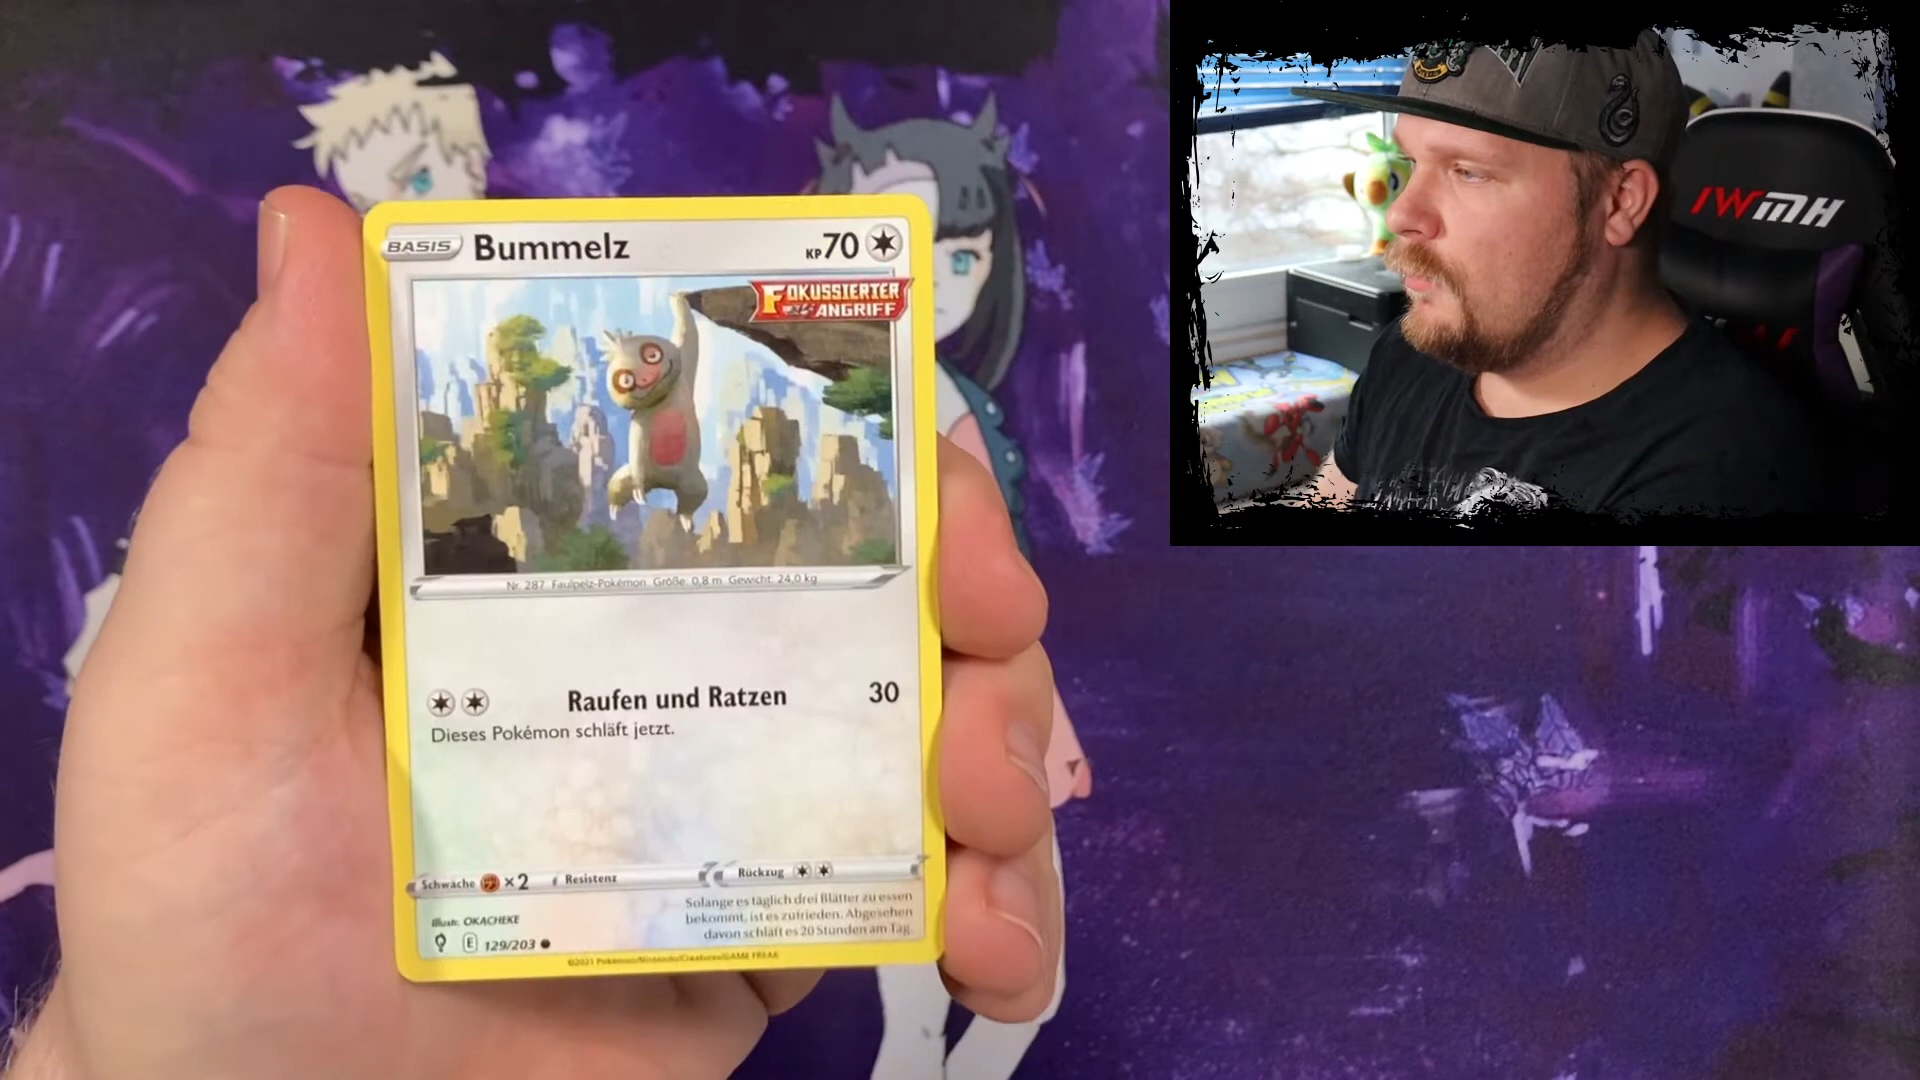 BASIS Bummelz KP70
FOKUSSIERTER
ANGRIFF
Nr. 287 Faulpelz-Pokémon Größe: 0,8 m Gewicht: 24,0 kg
Raufen und Ratzen 30
Dieses Pokémon schläft jetzt.
Schwäche ×2 Resistenz Rückzug
Solange es täglich drei Blätter zu essen
bekommt, ist es zufrieden. Abgesehen
davon schläft es 20 Stunden am Tag.
Illustr. OKACHEKE
E 129/203
©2021 Pokémon/Nintendo/Creatures/GAME FREAK
IWMH